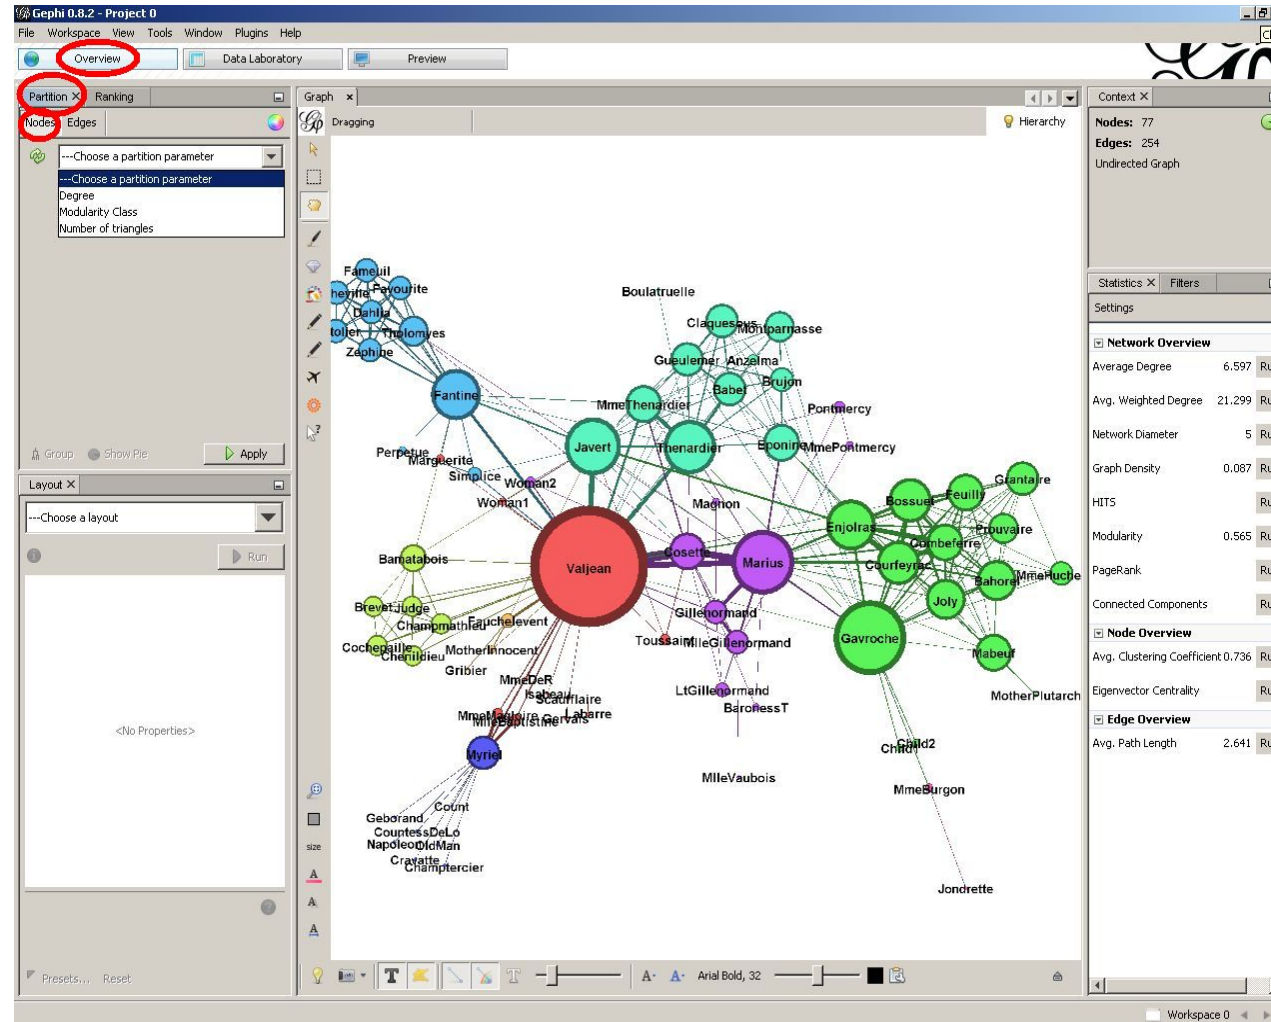 Gephi 0.8.2 - Project 0
File Workspace View Tools Window Plugins Help
Overview Data Laboratory Preview
Partition Ranking
Nodes Edges
---Choose a partition parameter
---Choose a partition parameter
Degree
Modularity Class
Number of triangles
Group Show Pie Apply
Layout
---Choose a layout
Run
<No Properties>
Presets... Reset
Graph
Dragging Hierarchy
Fameuil
Favourite
Dahlia
Tholomyes
Zephine
Fantine
Boulatruelle
Claquesous
Montparnasse
Gueulemer Anzelma
Babet Brujon
MmeThenardier
Pontmercy
Javert Thenardier Eponine MmePontmercy
Perpetue
Marguerite
Simplice Woman2
Woman1
Magnon
Grantaire
Bossuet Feuilly
Enjolras Prouvaire
Combeferre
Bamatabois Valjean Cosette Marius Courfeyrac
Bahorel
Joly
Brevet Judge
Champmathieu Fauchelevent
Gillenormand
Cochepaille
Chenildieu MotherInnocent
Toussaint MlleGillenormand
Gavroche
Mabeuf
Gribier
MmeDeR
Isabeau
Scaufflaire
LtGillenormand
BaronessT
MotherPlutarch
MmeMagloire Gervais Labarre
MlleBaptistine
Myriel
Child1 Child2
MlleVaubois
MmeBurgon
Count
Geborand
CountessDeLo
Napoleon OldMan
Cravatte
Champtercier
Jondrette
size
A
A
A
T T A- A- Arial Bold, 32
Context
Nodes: 77
Edges: 254
Undirected Graph
Statistics Filters
Settings
Network Overview
Average Degree 6.597
Avg. Weighted Degree 21.299
Network Diameter 5
Graph Density 0.087
HITS
Modularity 0.565
PageRank
Connected Components
Node Overview
Avg. Clustering Coefficient 0.736
Eigenvector Centrality
Edge Overview
Avg. Path Length 2.641
Workspace 0